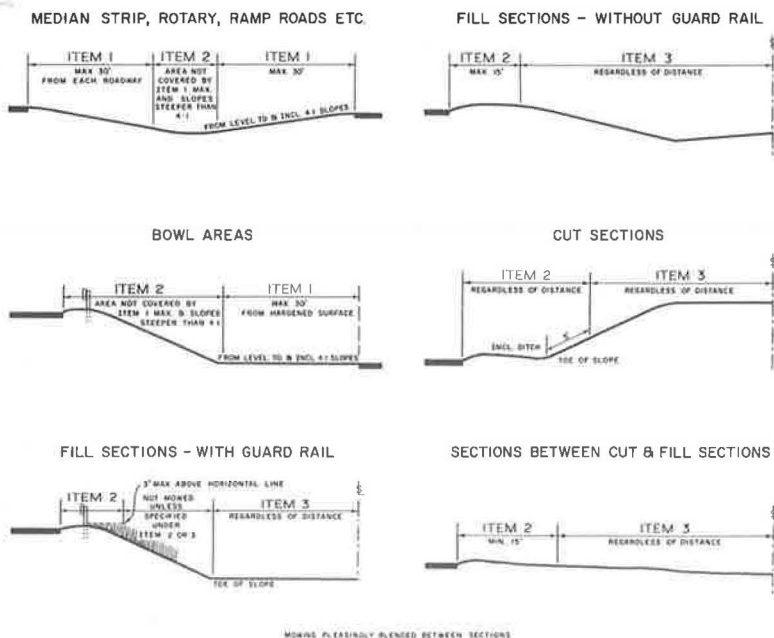 MEDIAN STRIP, ROTARY, RAMP ROADS ETC.
ITEM 1
MAX. 30'
FROM EACH ROADWAY
ITEM 2
AREA NOT
COVERED BY
ITEM 1 MAX.
AND SLOPES
STEEPER THAN
4:1
ITEM 1
MAX. 30'
FROM LEVEL TO & INCL. 4:1 SLOPES
FILL SECTIONS - WITHOUT GUARD RAIL
ITEM 2
MAX. 15'
ITEM 3
REGARDLESS OF DISTANCE
BOWL AREAS
ITEM 2
AREA NOT COVERED BY
ITEM 1 MAX. & SLOPES
STEEPER THAN 4:1
ITEM 1
MAX. 30'
FROM HARDENED SURFACE
FROM LEVEL TO & INCL. 4:1 SLOPES
CUT SECTIONS
ITEM 2
REGARDLESS OF DISTANCE
ITEM 3
REGARDLESS OF DISTANCE
INCL. DITCH
TOE OF SLOPE
FILL SECTIONS - WITH GUARD RAIL
3" MAX ABOVE HORIZONTAL LINE
ITEM 2
NOT MOWED
UNLESS
SPECIFIED
UNDER
ITEM 2 OR 3
ITEM 3
REGARDLESS OF DISTANCE
TOE OF SLOPE
SECTIONS BETWEEN CUT & FILL SECTIONS
ITEM 2
MIN. 15'
ITEM 3
REGARDLESS OF DISTANCE
MOWING PLEASINGLY BLENDED BETWEEN SECTIONS